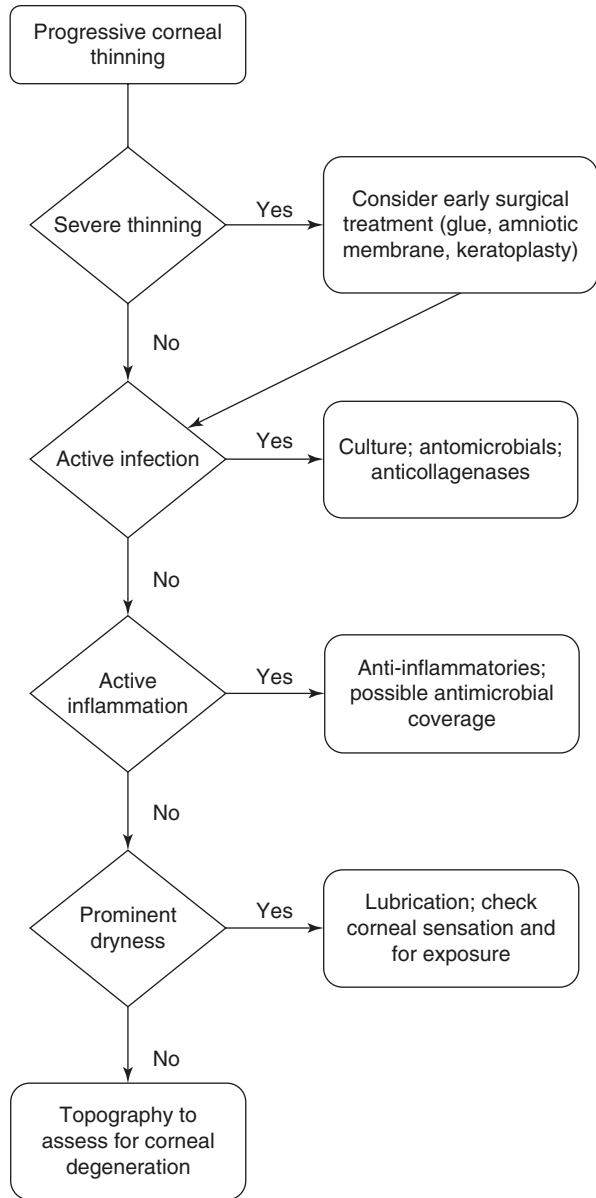 Progressive corneal
thinning
Severe thinning
Yes
Consider early surgical
treatment (glue, amniotic
membrane, keratoplasty)
No
Active infection
Yes
Culture; antomicrobials;
anticollagenases
No
Active
inflammation
Yes
Anti-inflammatories;
possible antimicrobial
coverage
No
Prominent
dryness
Yes
Lubrication; check
corneal sensation and
for exposure
No
Topography to
assess for corneal
degeneration